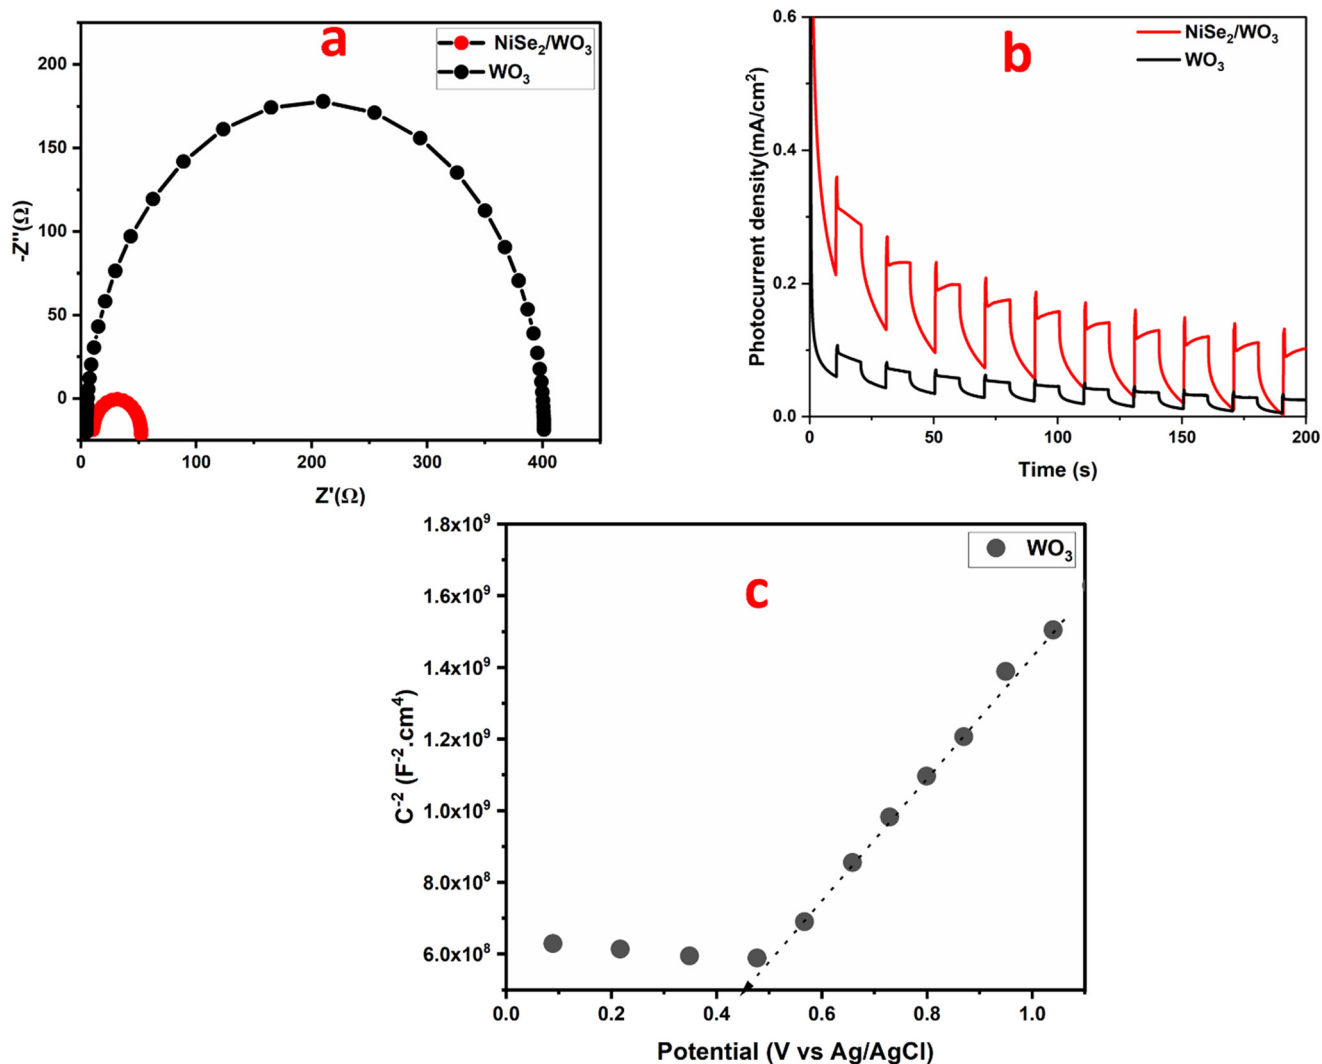 a
NiSe₂/WO₃
WO₃
200
150
100
50
0
-Z''(Ω)
0 100 200 300 400
Z'(Ω)
b
NiSe₂/WO₃
WO₃
0.6
0.4
0.2
0.0
Photocurrent density(mA/cm²)
0 50 100 150 200
Time (s)
c
WO₃
1.8x10⁹
1.6x10⁹
1.4x10⁹
1.2x10⁹
1.0x10⁹
8.0x10⁸
6.0x10⁸
C⁻² (F⁻².cm⁴)
0.0 0.2 0.4 0.6 0.8 1.0
Potential (V vs Ag/AgCl)